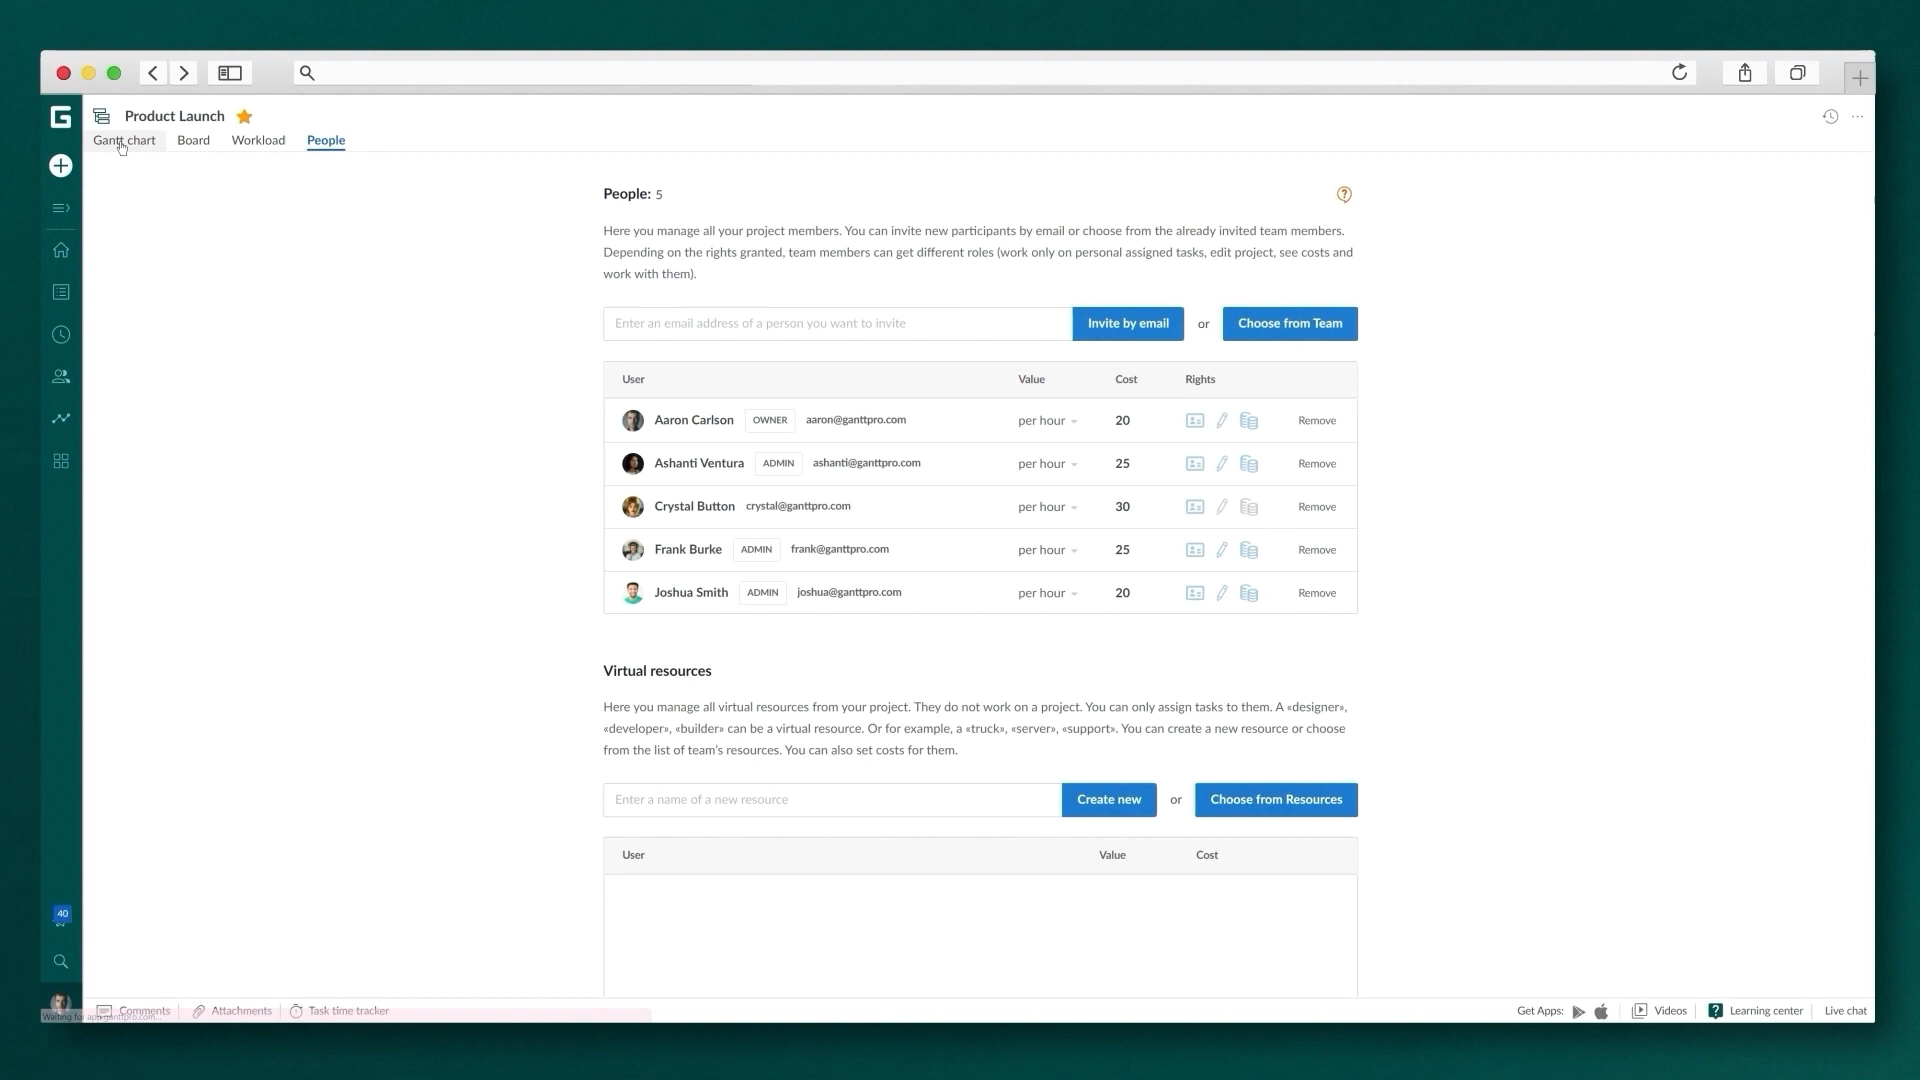 Product Launch
Gantt chart
Board
Workload
People
People: 5
Here you manage all your project members. You can invite new participants by email or choose from the already invited team members.
Depending on the rights granted, team members can get different roles (work only on personal assigned tasks, edit project, see costs and
work with them).
Enter an email address of a person you want to invite
Invite by email
or
Choose from Team
User Value Cost Rights
Aaron Carlson OWNER aaron@ganttpro.com per hour 20 Remove
Ashanti Ventura ADMIN ashanti@ganttpro.com per hour 25 Remove
Crystal Button crystal@ganttpro.com per hour 30 Remove
Frank Burke ADMIN frank@ganttpro.com per hour 25 Remove
Joshua Smith ADMIN joshua@ganttpro.com per hour 20 Remove
Virtual resources
Here you manage all virtual resources from your project. They do not work on a project. You can only assign tasks to them. A «designer»,
«developer», «builder» can be a virtual resource. Or for example, a «truck», «server», «support». You can create a new resource or choose
from the list of team's resources. You can also set costs for them.
Enter a name of a new resource
Create new
or
Choose from Resources
User Value Cost
40
Comments
Attachments
Task time tracker
Get Apps:
Videos
Learning center
Live chat
Waiting for app.ganttpro.com...